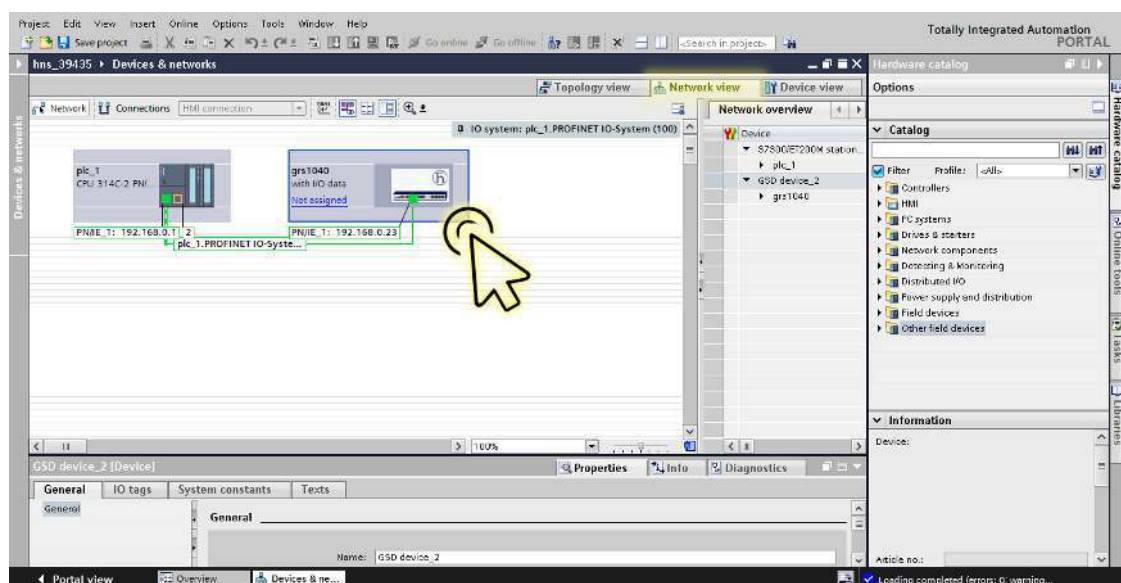 Project Edit View Insert Online Options Tools Window Help
Totally Integrated Automation
PORTAL
Save project
Go online
Go offline
<Search in project>
hns_39435 ▸ Devices & networks
Hardware catalog
Topology view
Network view
Device view
Options
Network
Connections
HMI connection
Network overview
IO system: plc_1.PROFINET IO-System (100)
Device
S7300/ET200M station...
plc_1
GSD device_2
grs1040
plc_1
CPU 314C-2 PN/...
grs1040
with I/O data
Not assigned
PN/IE_1: 192.168.0.1
2
PN/IE_1: 192.168.0.23
plc_1.PROFINET IO-Syste...
Catalog
Filter
Profile:
<All>
Controllers
HMI
PC systems
Drives & starters
Network components
Detecting & Monitoring
Distributed I/O
Power supply and distribution
Field devices
Other field devices
Devices & networks
Hardware catalog
Online tools
Tasks
Libraries
100%
Information
Device:
Article no.:
GSD device_2 [Device]
Properties
Info
Diagnostics
General
IO tags
System constants
Texts
General
General
Name:
GSD device_2
Portal view
Overview
Devices & ne...
Loading completed (errors: 0; warning...